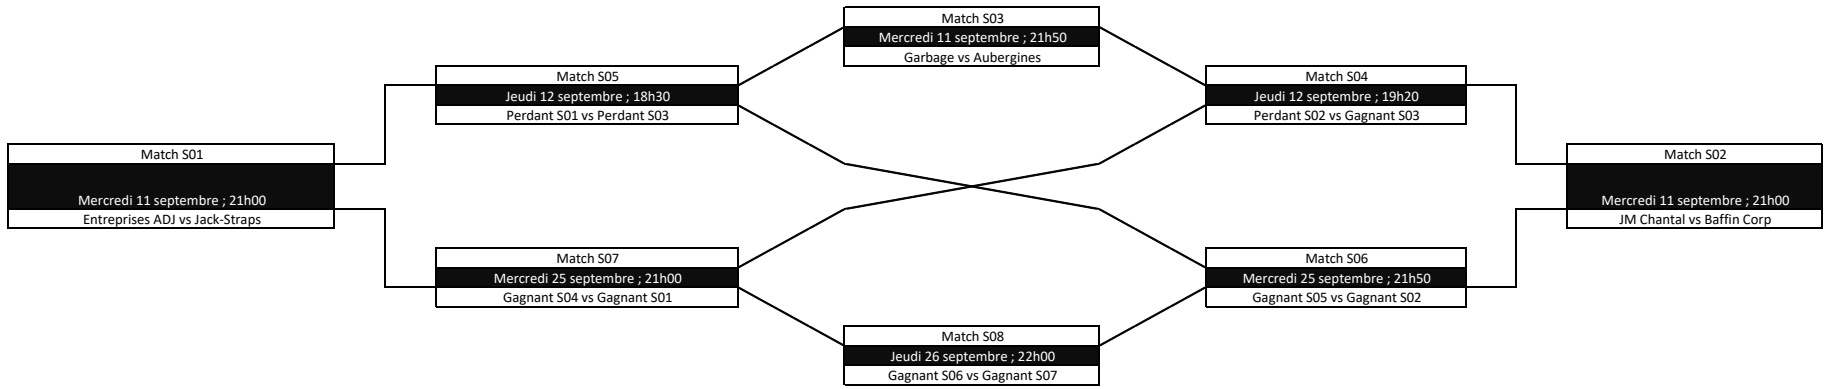 Match S03
Mercredi 11 septembre ; 21h50
Garbage vs Aubergines
Match S05
Jeudi 12 septembre ; 18h30
Perdant S01 vs Perdant S03
Match S04
Jeudi 12 septembre ; 19h20
Perdant S02 vs Gagnant S03
Match S01
Mercredi 11 septembre ; 21h00
Entreprises ADJ vs Jack-Straps
Match S02
Mercredi 11 septembre ; 21h00
JM Chantal vs Baffin Corp
Match S07
Mercredi 25 septembre ; 21h00
Gagnant S04 vs Gagnant S01
Match S06
Mercredi 25 septembre ; 21h50
Gagnant S05 vs Gagnant S02
Match S08
Jeudi 26 septembre ; 22h00
Gagnant S06 vs Gagnant S07